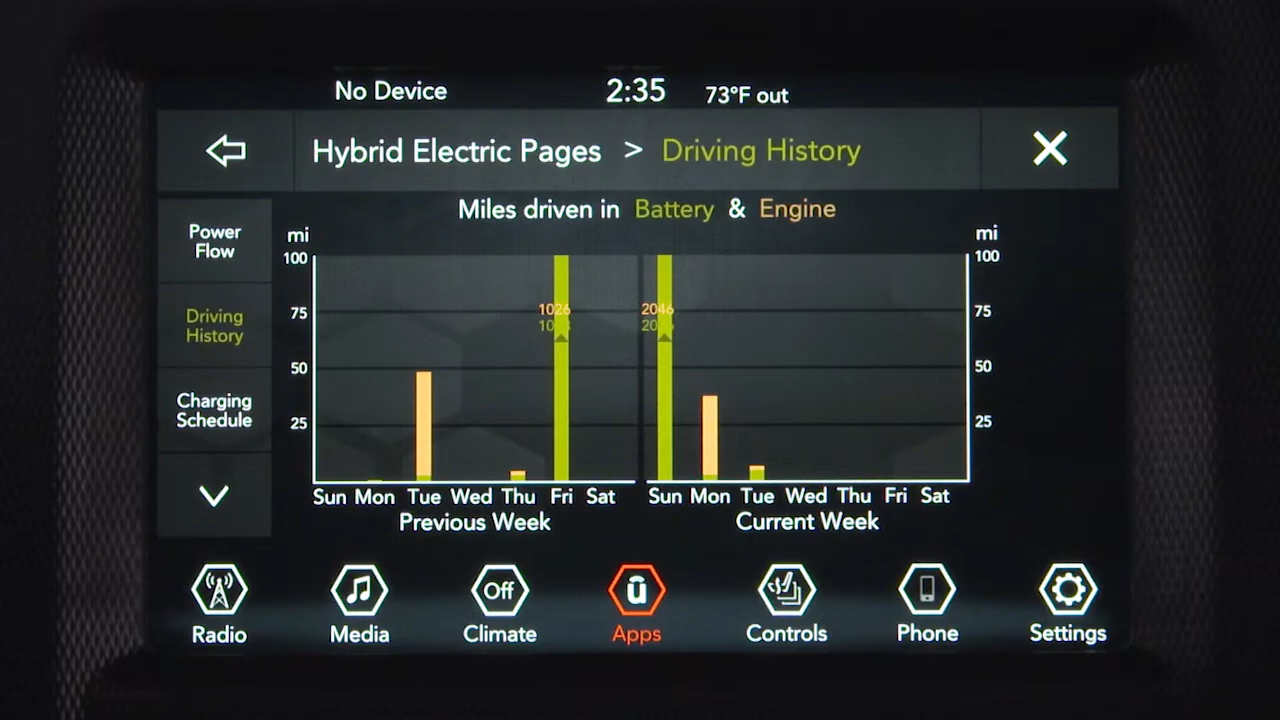 No Device 2:35 73°F out
Hybrid Electric Pages > Driving History
Miles driven in Battery & Engine
Power
Flow
Driving
History
Charging
Schedule
mi
100
75
50
25
1026
2046
mi
100
75
50
25
Sun Mon Tue Wed Thu Fri Sat
Previous Week
Sun Mon Tue Wed Thu Fri Sat
Current Week
Radio
Media
Off
Climate
ū
Apps
Controls
Phone
Settings